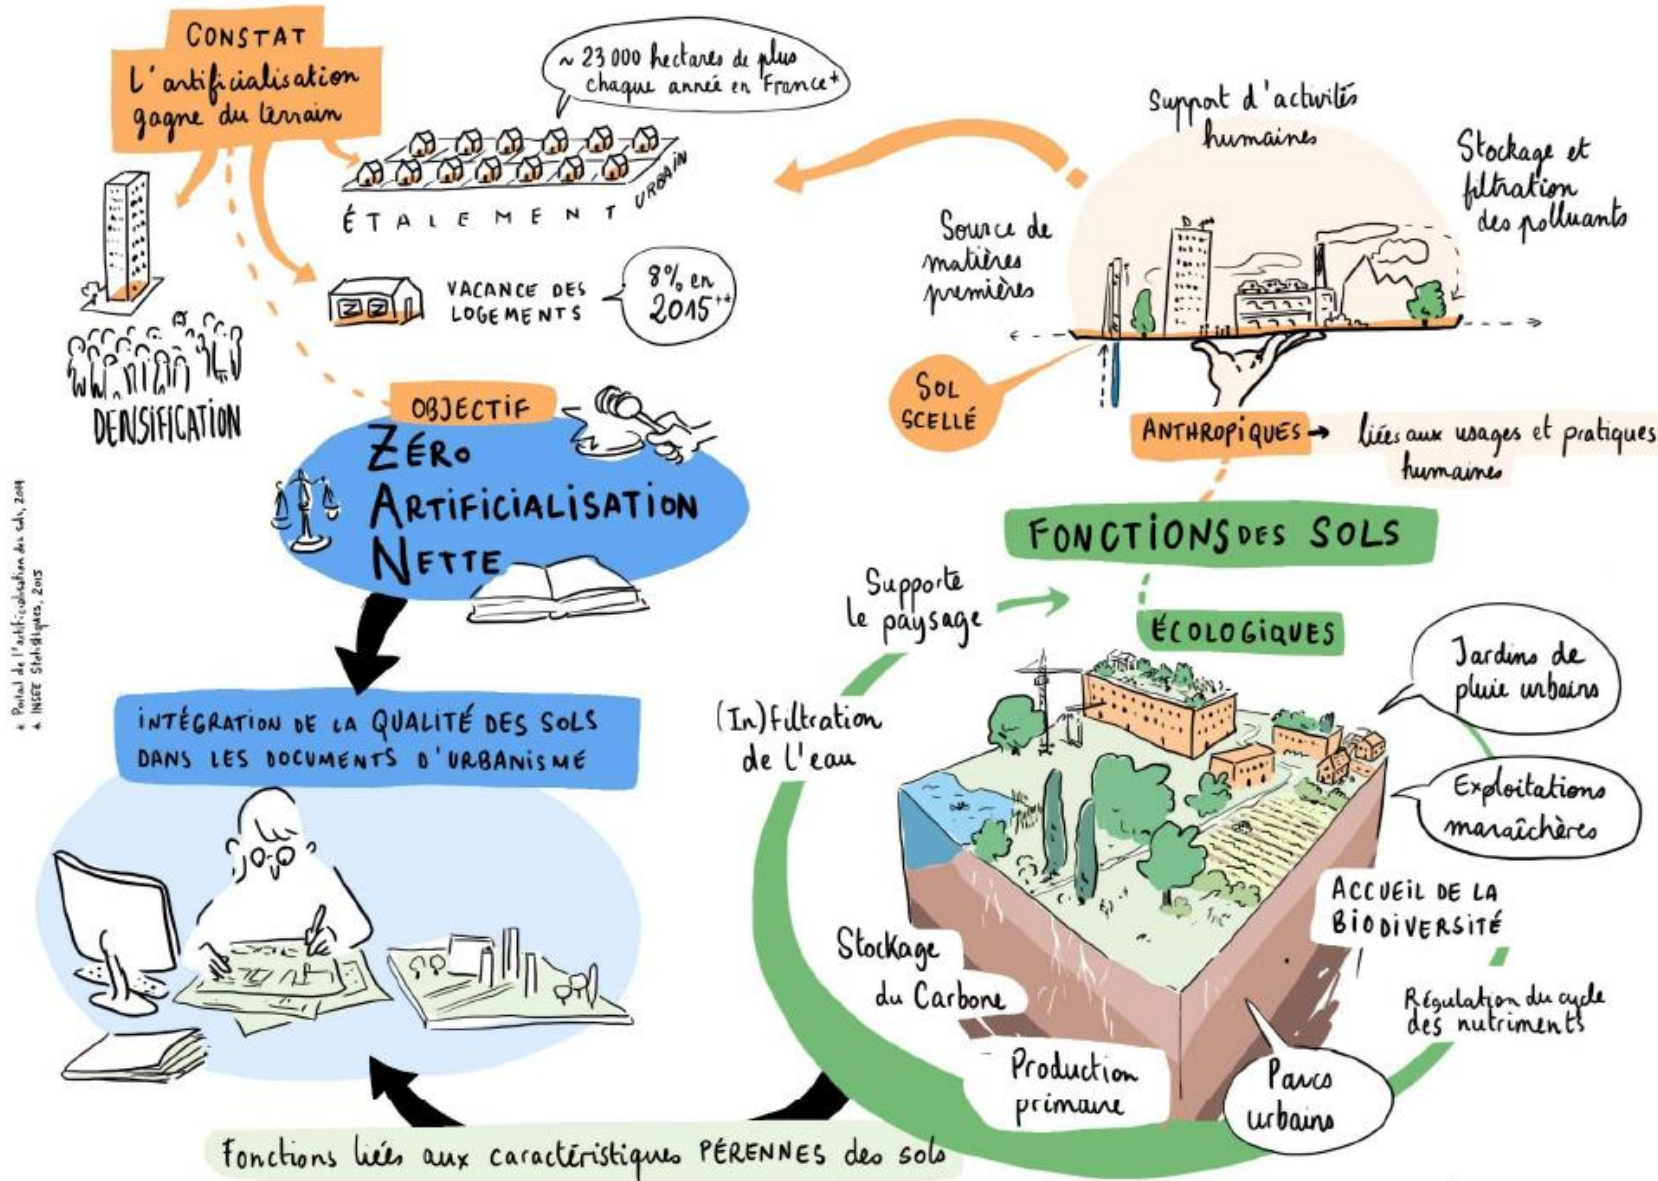 CONSTAT
L'artificialisation
gagne du terrain
~ 23 000 hectares de plus
chaque année en France*
ÉTALEMENT URBAIN
VACANCE DES
LOGEMENTS
8% en
2015**
DENSIFICATION
OBJECTIF
ZÉRO
ARTIFICIALISATION
NETTE
INTÉGRATION DE LA QUALITÉ DES SOLS
DANS LES DOCUMENTS D'URBANISME
Fonctions liées aux caractéristiques PÉRENNES des sols
* Portail de l'artificialisation des sols, 2019
* INSEE Statistiques, 2015
Support d'activités
humaines
Stockage et
filtration
des polluants
Source de
matières
premières
SOL
SCELLÉ
ANTHROPIQUES → liées aux usages et pratiques
humaines
FONCTIONS DES SOLS
ÉCOLOGIQUES
Supporte
le paysage
(In)filtration
de l'eau
Jardins de
pluie urbains
Exploitations
maraîchères
ACCUEIL DE LA
BIODIVERSITÉ
Stockage
du Carbone
Régulation du cycle
des nutriments
Production
primaire
Parcs
urbains